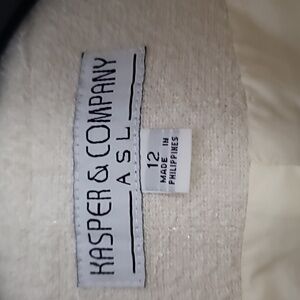 KASPER & COMPANY
A S L
12
MADE IN
PHILIPPINES